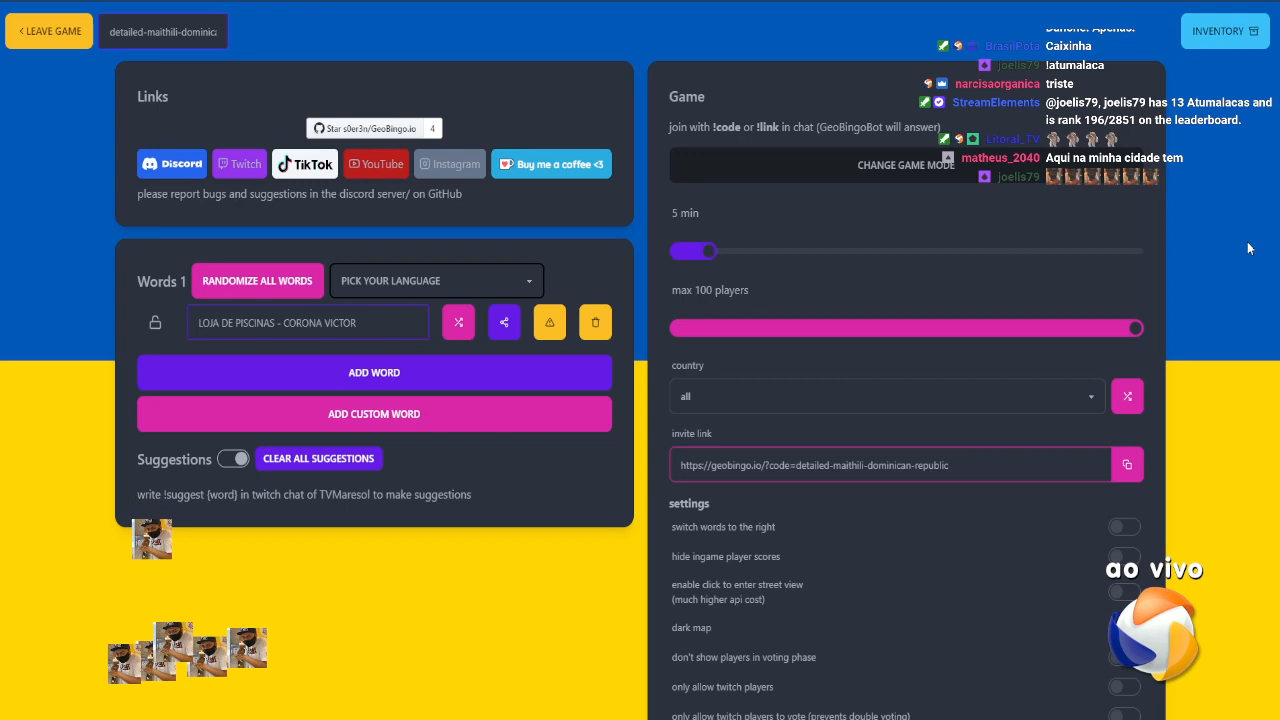 LEAVE GAME
detailed-maithili-dominica
INVENTORY
Links
Star s0er3n/GeoBingo.io 4
Discord
Twitch
TikTok
YouTube
Instagram
Buy me a coffee <3
please report bugs and suggestions in the discord server/ on GitHub
Words 1
RANDOMIZE ALL WORDS
PICK YOUR LANGUAGE
LOJA DE PISCINAS - CORONA VICTOR
ADD WORD
ADD CUSTOM WORD
Suggestions
CLEAR ALL SUGGESTIONS
write !suggest {word} in twitch chat of TVMaresol to make suggestions
Game
join with !code or !link in chat (GeoBingoBot will answer)
CHANGE GAME MODE
5 min
max 100 players
country
all
invite link
https://geobingo.io/?code=detailed-maithili-dominican-republic
settings
switch words to the right
hide ingame player scores
enable click to enter street view
(much higher api cost)
dark map
don't show players in voting phase
only allow twitch players
only allow twitch players to vote (prevents double voting)
BrasilPota Caixinha
joelis79 !atumalaca
narcisaorganica triste
StreamElements @joelis79, joelis79 has 13 Atumalacas and
is rank 196/2851 on the leaderboard.
Litoral_TV
matheus_2040 Aqui na minha cidade tem
joelis79
ao vivo